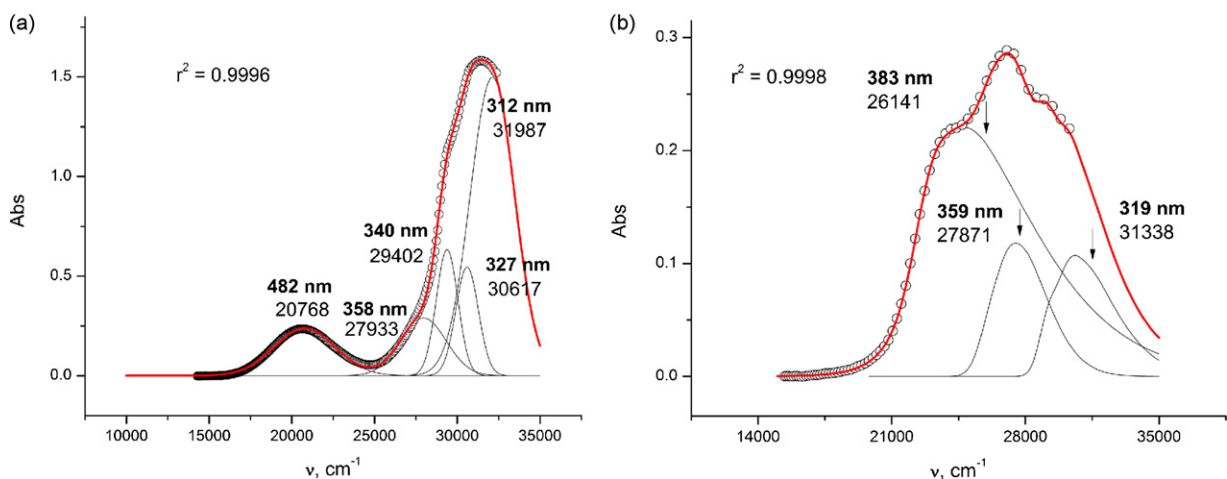 (a)
r² = 0.9996
312 nm
31987
340 nm
29402
327 nm
30617
482 nm
20768
358 nm
27933
Abs
1.5
1.0
0.5
0.0
10000 15000 20000 25000 30000 35000
ν, cm⁻¹
(b)
r² = 0.9998
383 nm
26141
359 nm
27871
319 nm
31338
Abs
0.3
0.2
0.1
0.0
14000 21000 28000 35000
ν, cm⁻¹